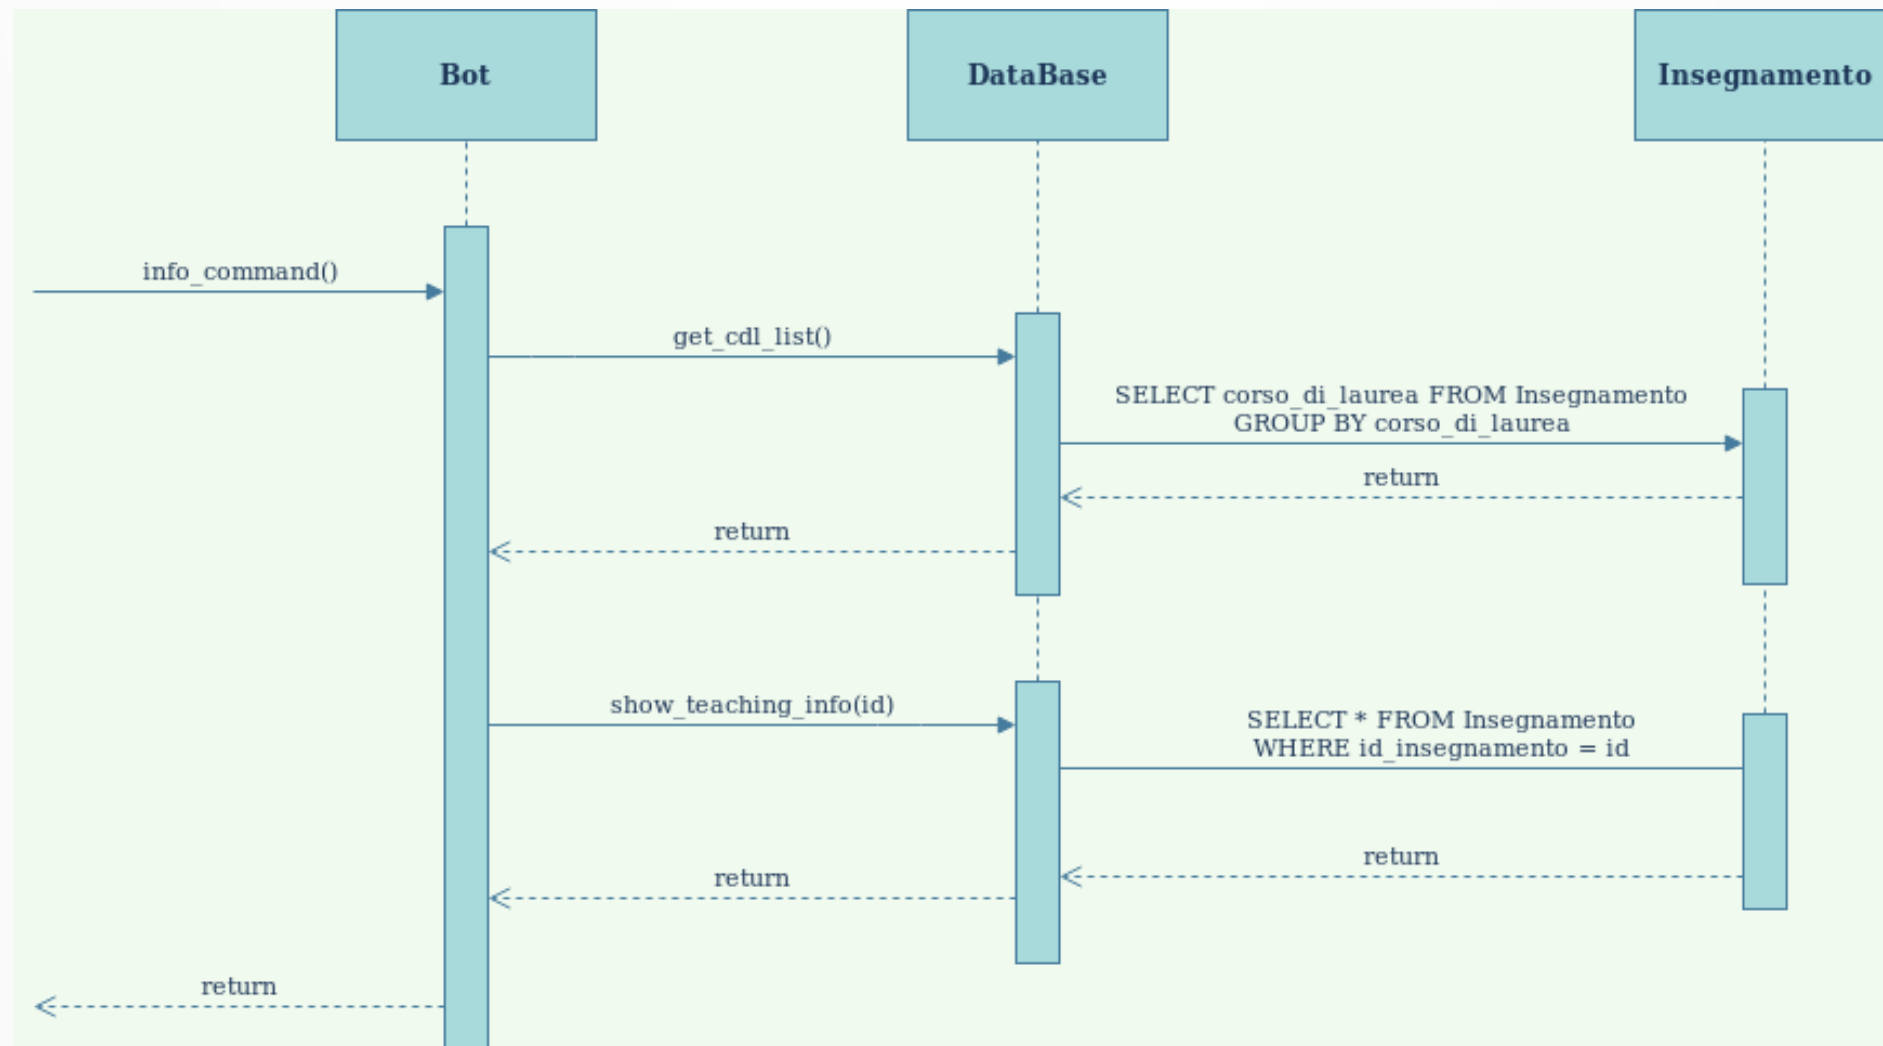 Bot
DataBase
Insegnamento
info_command()
get_cdl_list()
SELECT corso_di_laurea FROM Insegnamento
GROUP BY corso_di_laurea
return
return
show_teaching_info(id)
SELECT * FROM Insegnamento
WHERE id_insegnamento = id
return
return
return